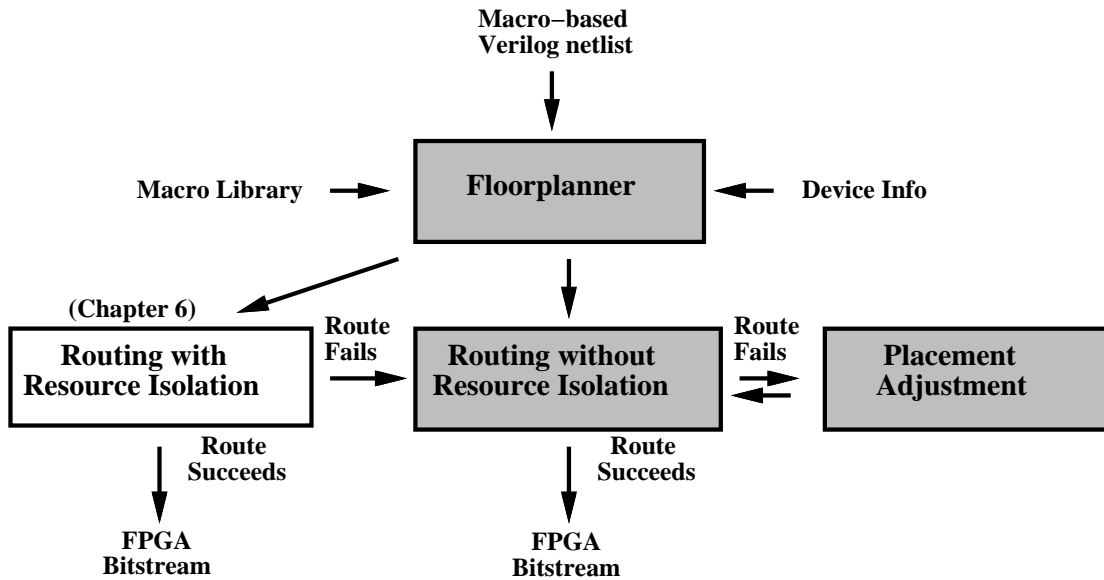 Macro−based
Verilog netlist
Macro Library
Floorplanner
Device Info
(Chapter 6)
Routing with
Resource Isolation
Route
Fails
Routing without
Resource Isolation
Route
Fails
Placement
Adjustment
Route
Succeeds
Route
Succeeds
FPGA
Bitstream
FPGA
Bitstream